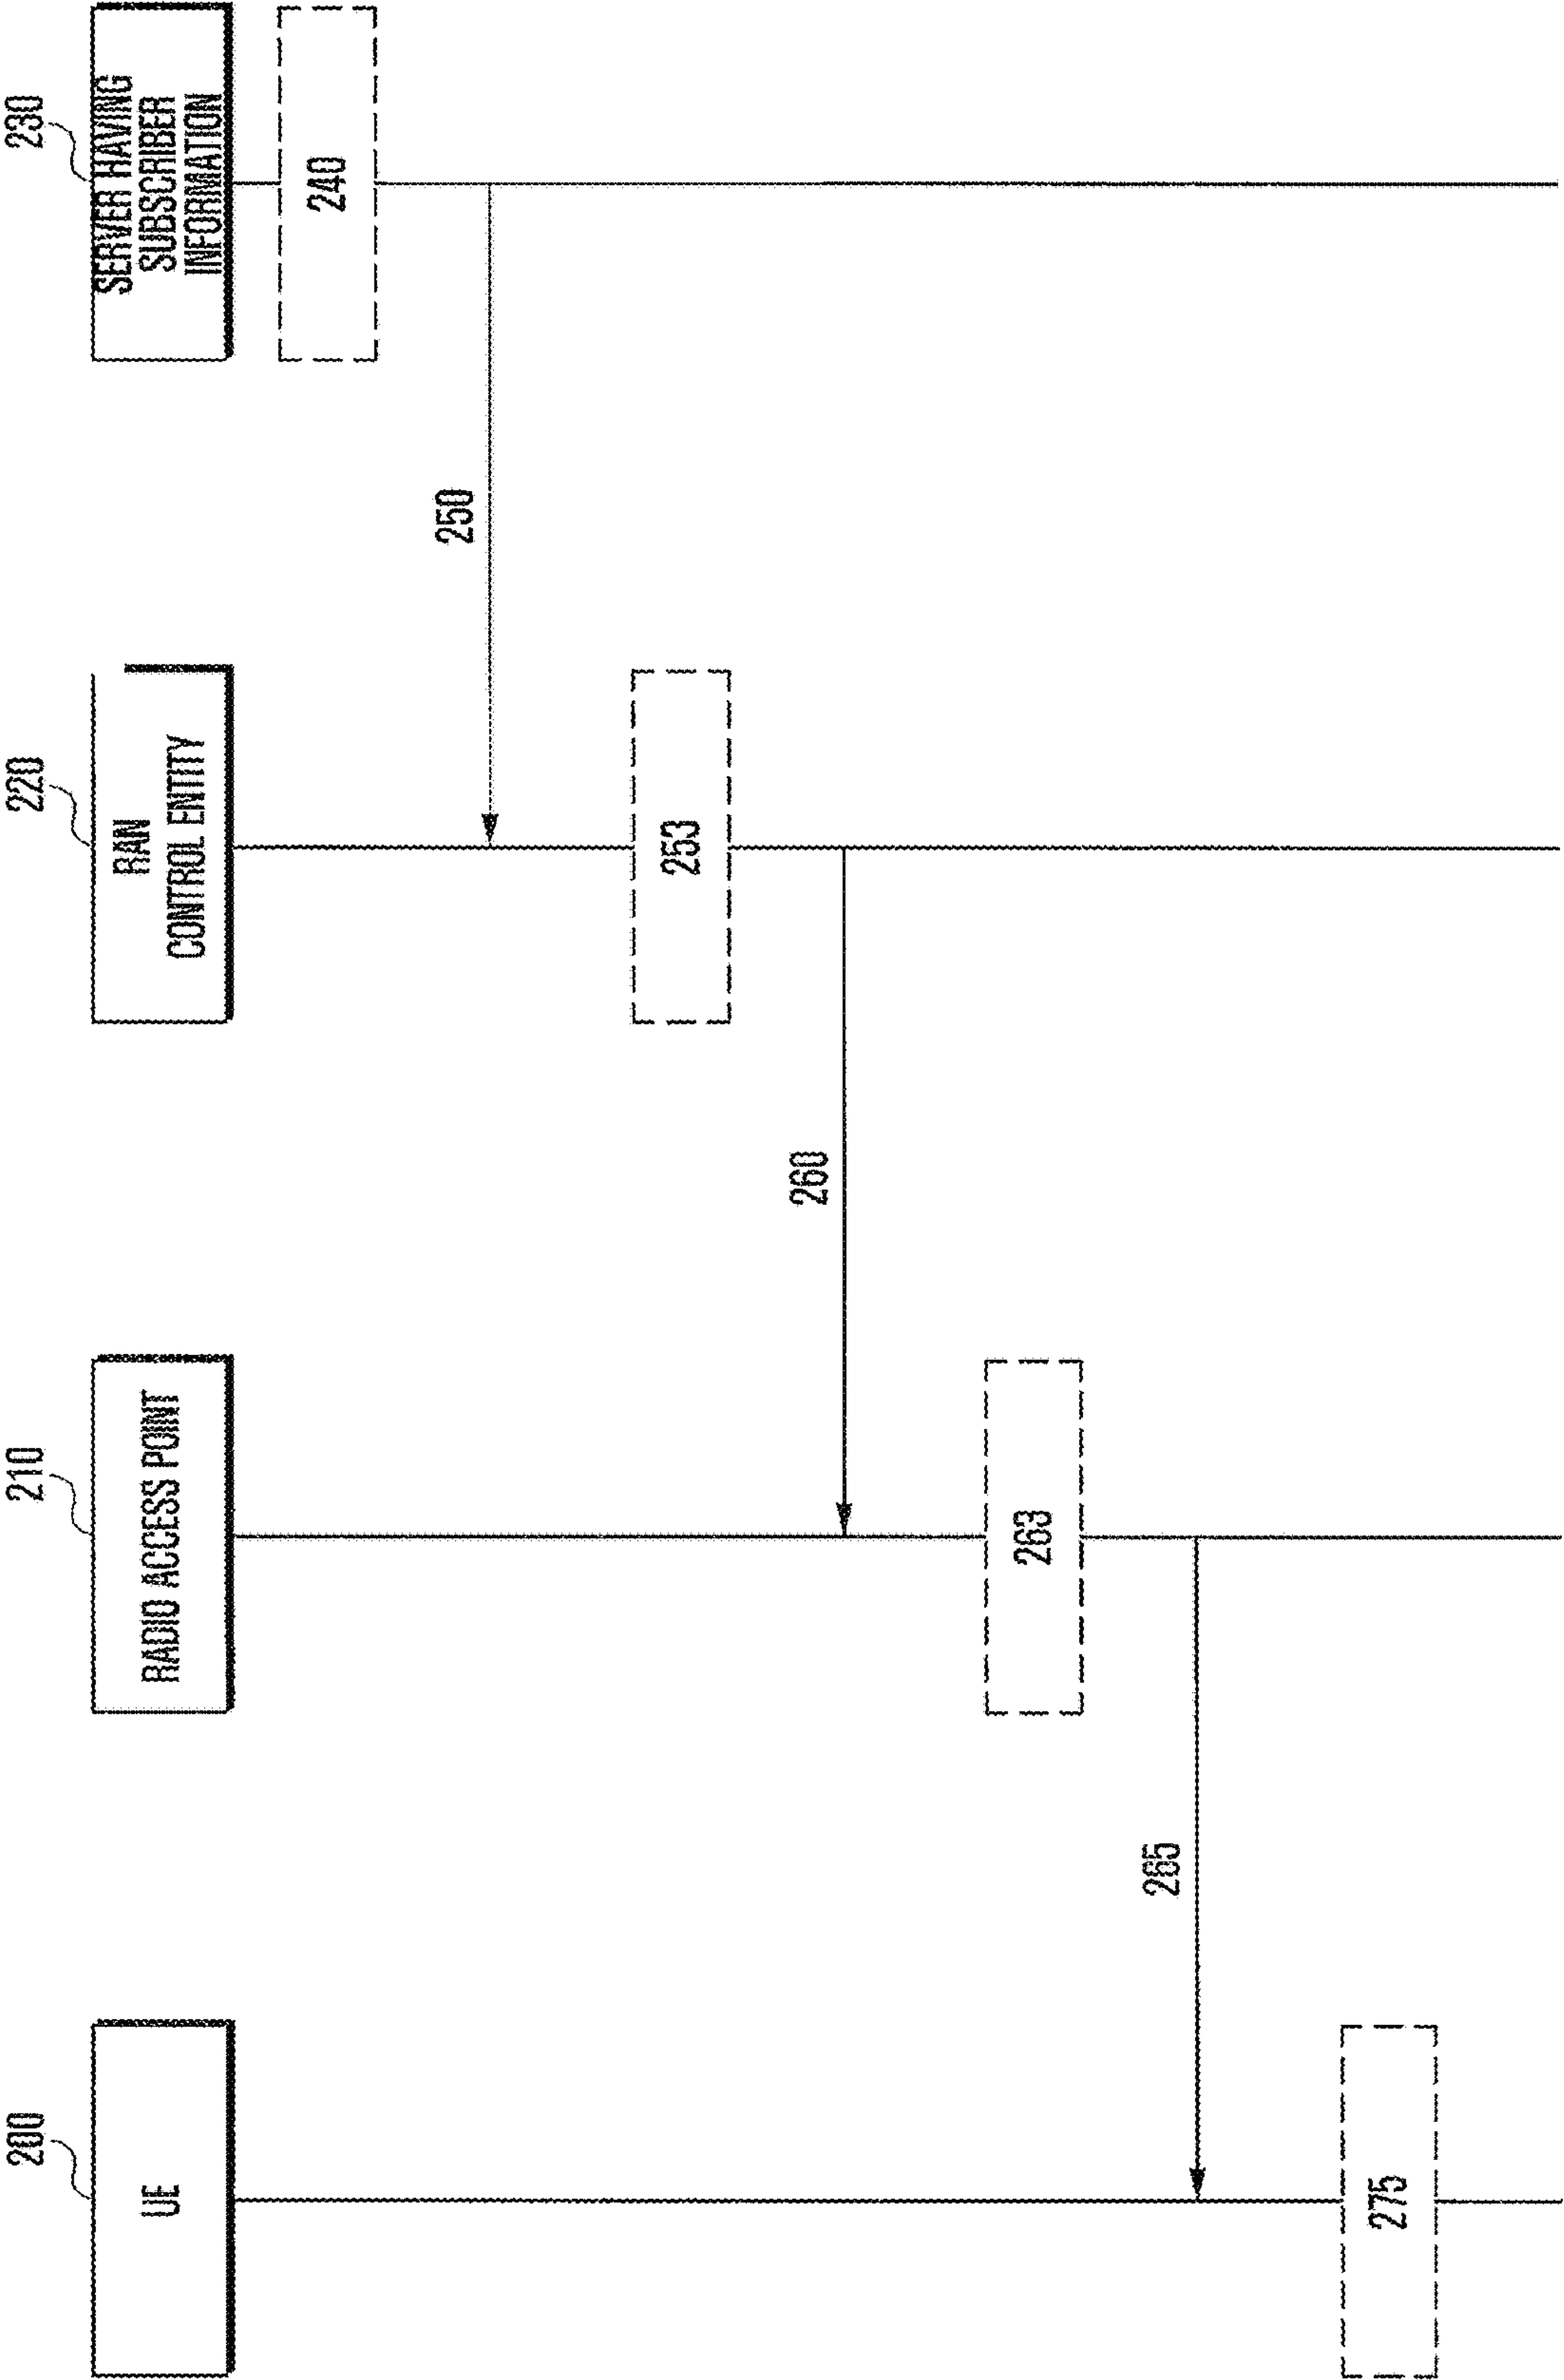 200
210
220
230
UE
RADIO ACCESS POINT
RAN
CONTROL ENTITY
SERVER HAVING
SUBSCRIBER
INFORMATION
240
250
253
260
263
265
275